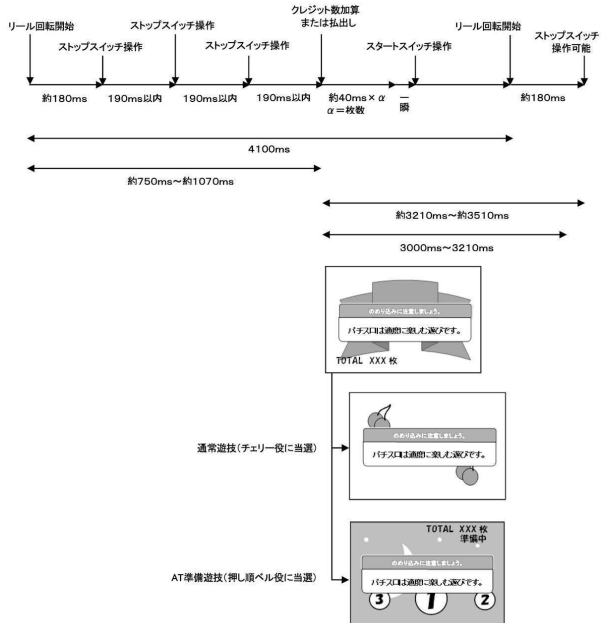 クレジット数加算
または払出し
リール回転開始
リール回転開始
ストップスイッチ
操作可能
ストップスイッチ操作
ストップスイッチ操作
スタートスイッチ操作
約180ms
190ms以内
190ms以内
190ms以内
約40ms×α
α=枚数
一瞬
約180ms
4100ms
約750ms~約1070ms
約3210ms~約3510ms
3000ms~3210ms
のめり込みに注意しましょう。
パチスロは適度に楽しむ遊びです。
TOTAL XXX 枚
通常遊技(チェリー役に当選)
のめり込みに注意しましょう。
パチスロは適度に楽しむ遊びです。
TOTAL XXX 枚
準備中
AT準備遊技(押し順ベル役に当選)
のめり込みに注意しましょう。
パチスロは適度に楽しむ遊びです。
3 1 2